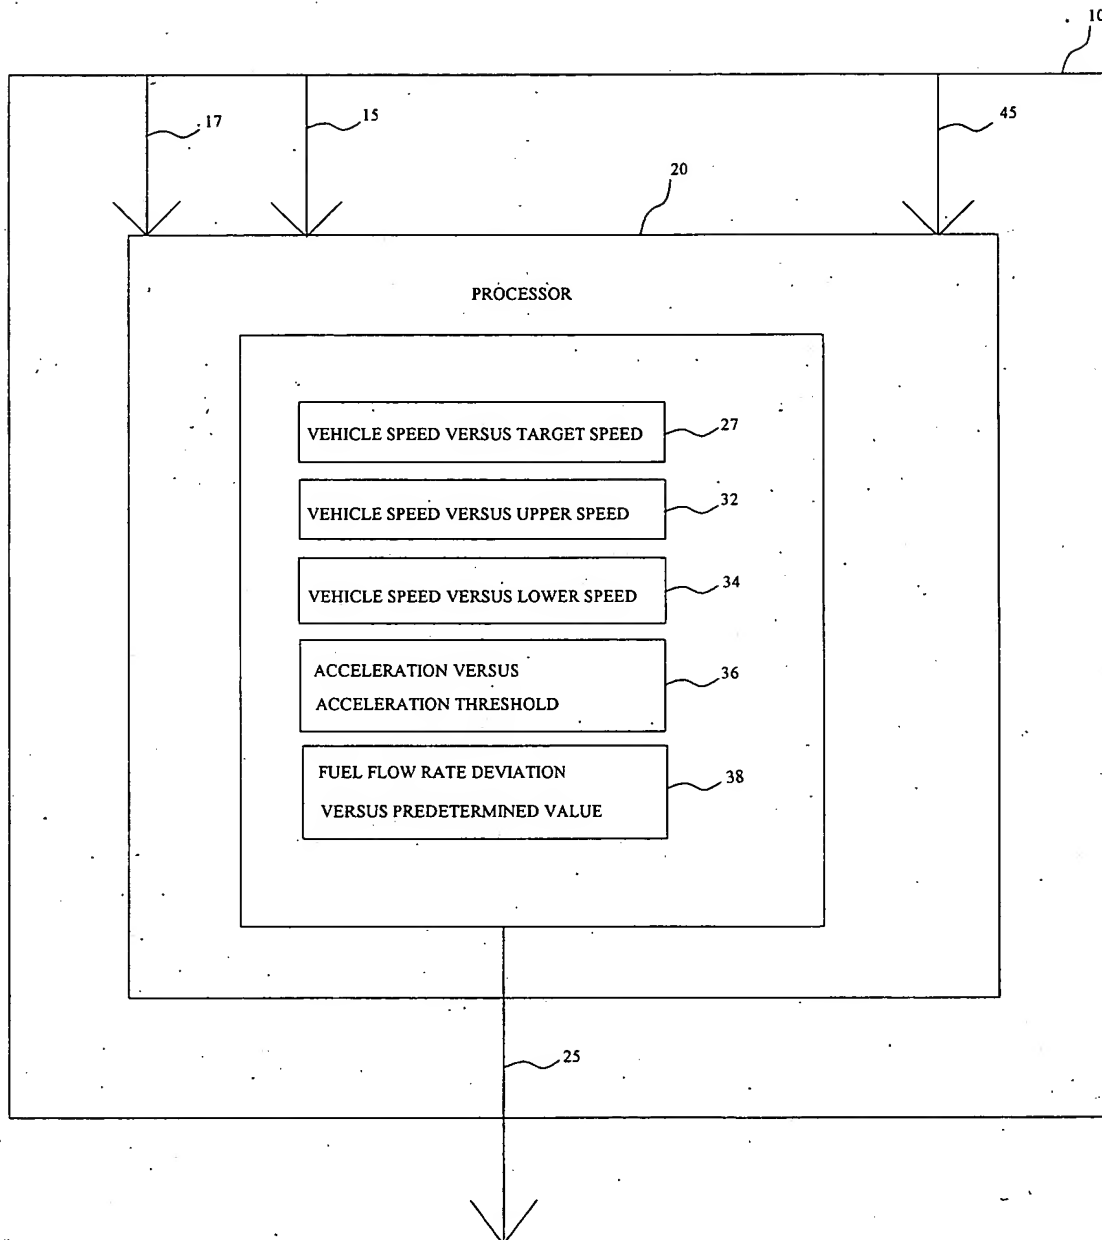 10
17
15
45
20
PROCESSOR
VEHICLE SPEED VERSUS TARGET SPEED
27
VEHICLE SPEED VERSUS UPPER SPEED
32
VEHICLE SPEED VERSUS LOWER SPEED
34
ACCELERATION VERSUS
ACCELERATION THRESHOLD
36
FUEL FLOW RATE DEVIATION
VERSUS PREDETERMINED VALUE
38
25